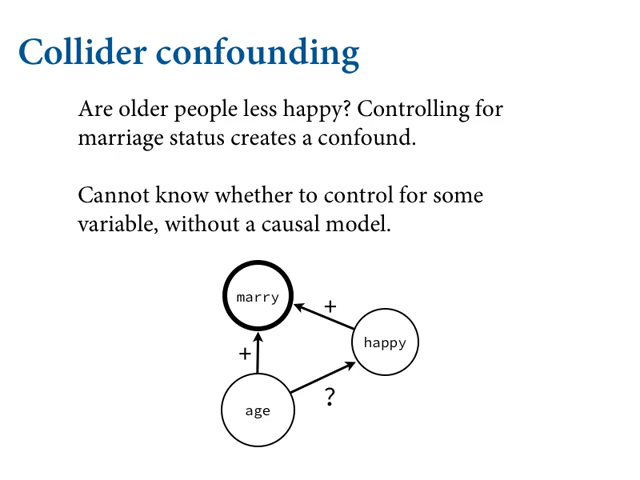 Collider confounding
Are older people less happy? Controlling for
marriage status creates a confound.
Cannot know whether to control for some
variable, without a causal model.
marry
+
happy
+
?
age